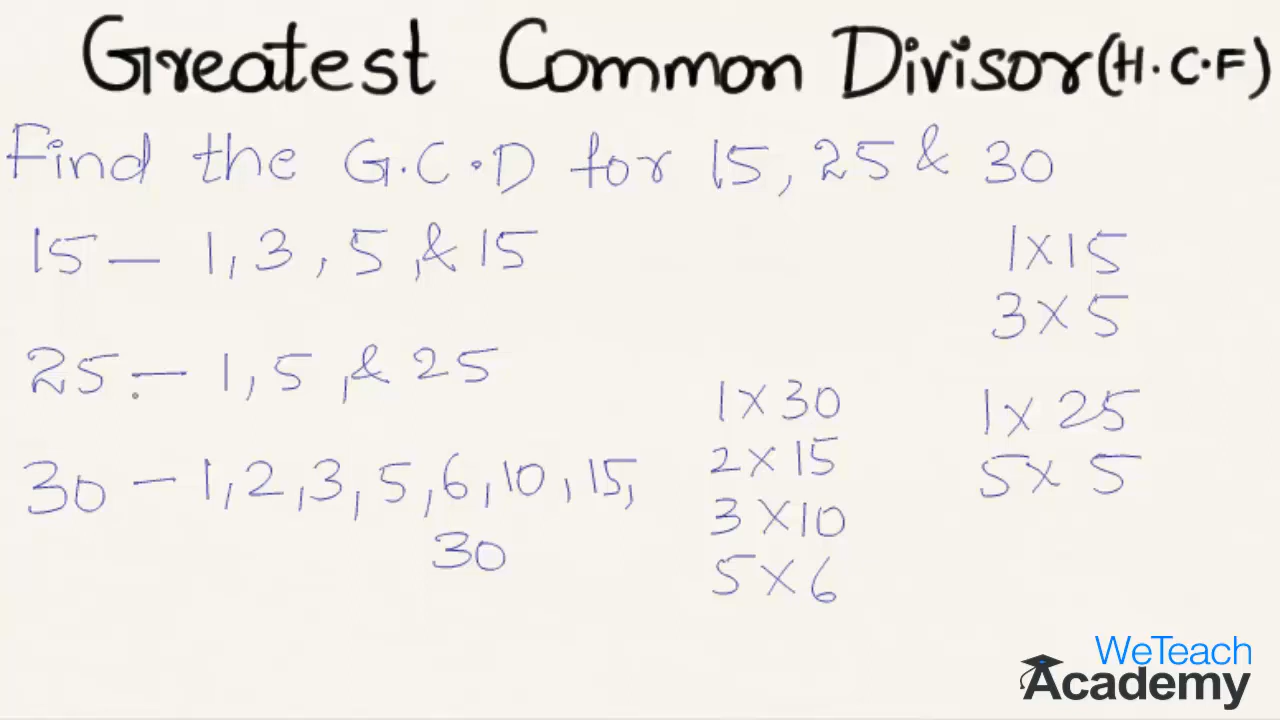 Greatest Common Divisor (H.C.F)
Find the G.C.D for 15, 25 & 30
15 — 1, 3, 5, & 15
25 — 1, 5, & 25
30 — 1, 2, 3, 5, 6, 10, 15,
30
1 × 30
2 × 15
3 × 10
5 × 6
1 × 15
3 × 5
1 × 25
5 × 5
WeTeach
Academy